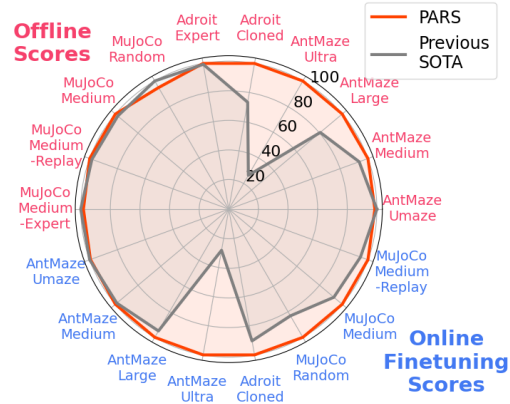 Offline
Scores
PARS
Previous
SOTA
Adroit
Expert
Adroit
Cloned
MuJoCo
Random
AntMaze
Ultra
MuJoCo
Medium
AntMaze
Large
MuJoCo
Medium
-Replay
AntMaze
Medium
MuJoCo
Medium
-Expert
AntMaze
Umaze
100
80
60
40
20
AntMaze
Umaze
MuJoCo
Medium
-Replay
AntMaze
Medium
MuJoCo
Medium
AntMaze
Large
MuJoCo
Random
AntMaze
Ultra
Adroit
Cloned
Online
Finetuning
Scores